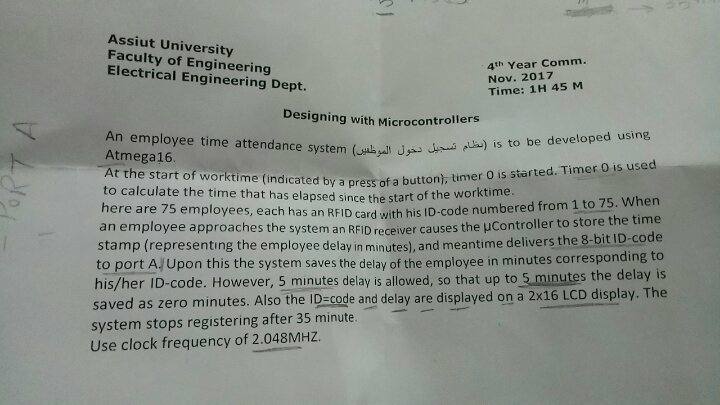 Assiut University
Faculty of Engineering
Electrical Engineering Dept.
4th Year Comm.
Nov. 2017
Time: 1H 45 M
Designing with Microcontrollers
An employee time attendance system (نظام تسجيل دخول الموظفين) is to be developed using
Atmega16.
At the start of worktime (indicated by a press of a button), timer 0 is started. Timer 0 is used
to calculate the time that has elapsed since the start of the worktime.
here are 75 employees, each has an RFID card with his ID-code numbered from 1 to 75. When
an employee approaches the system an RFID receiver causes the µController to store the time
stamp (representing the employee delay in minutes), and meantime delivers the 8-bit ID-code
to port A. Upon this the system saves the delay of the employee in minutes corresponding to
his/her ID-code. However, 5 minutes delay is allowed, so that up to 5 minutes the delay is
saved as zero minutes. Also the ID=code and delay are displayed on a 2x16 LCD display. The
system stops registering after 35 minute.
Use clock frequency of 2.048MHZ.
PORT A